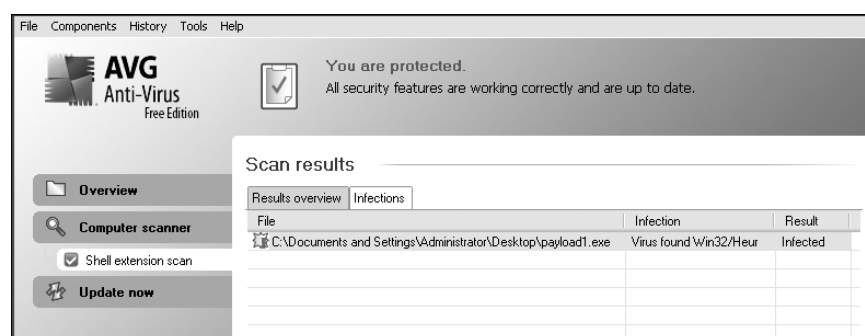 File Components History Tools Help
AVG
Anti-Virus
Free Edition
You are protected.
All security features are working correctly and are up to date.
Scan results
Overview
Computer scanner
Shell extension scan
Update now
Results overview Infections
File Infection Result
C:\Documents and Settings\Administrator\Desktop\payload1.exe Virus found Win32/Heur Infected